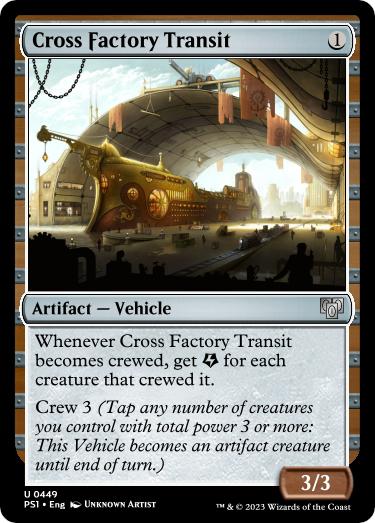 Cross Factory Transit 1
Artifact — Vehicle
Whenever Cross Factory Transit
becomes crewed, get for each
creature that crewed it.
Crew 3 (Tap any number of creatures
you control with total power 3 or more:
This Vehicle becomes an artifact creature
until end of turn.)
3/3
U 0449
PS1 • Eng Unknown Artist
™ & © 2023 Wizards of the Coast